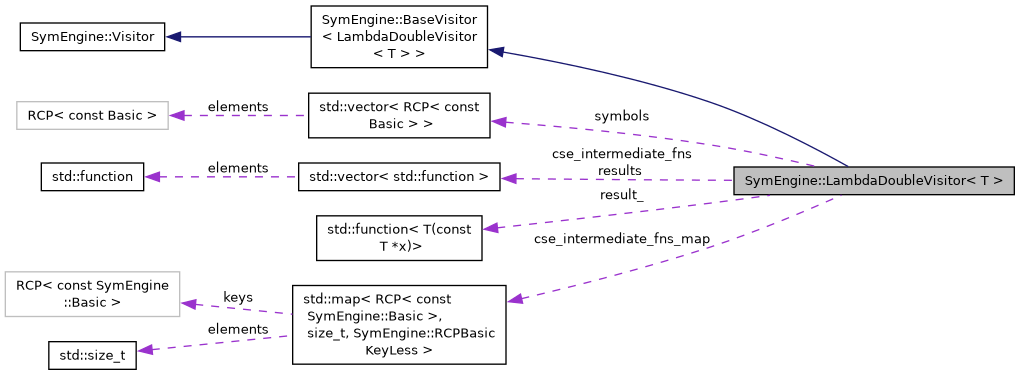 SymEngine::Visitor
SymEngine::BaseVisitor
< LambdaDoubleVisitor
< T > >
RCP< const Basic >
elements
std::vector< RCP< const
Basic > >
symbols
std::function
elements
std::vector< std::function >
cse_intermediate_fns
results
SymEngine::LambdaDoubleVisitor< T >
std::function< T(const
T *x)>
result_
cse_intermediate_fns_map
RCP< const SymEngine
::Basic >
keys
std::map< RCP< const
SymEngine::Basic >,
size_t, SymEngine::RCPBasic
KeyLess >
elements
std::size_t